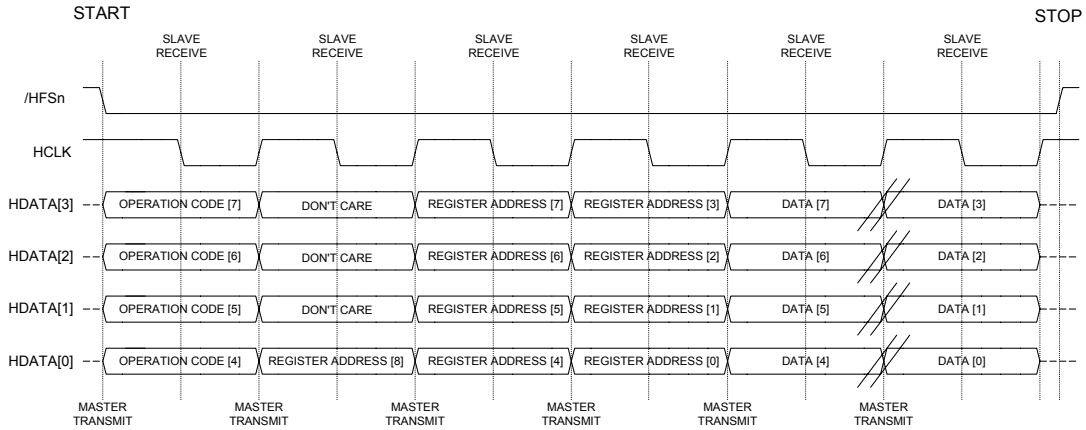 START STOP
SLAVE SLAVE SLAVE SLAVE SLAVE SLAVE
RECEIVE RECEIVE RECEIVE RECEIVE RECEIVE RECEIVE
/HFSn
HCLK
HDATA[3] OPERATION CODE [7] DON'T CARE REGISTER ADDRESS [7] REGISTER ADDRESS [3] DATA [7] DATA [3]
HDATA[2] OPERATION CODE [6] DON'T CARE REGISTER ADDRESS [6] REGISTER ADDRESS [2] DATA [6] DATA [2]
HDATA[1] OPERATION CODE [5] DON'T CARE REGISTER ADDRESS [5] REGISTER ADDRESS [1] DATA [5] DATA [1]
HDATA[0] OPERATION CODE [4] REGISTER ADDRESS [8] REGISTER ADDRESS [4] REGISTER ADDRESS [0] DATA [4] DATA [0]
MASTER MASTER MASTER MASTER MASTER MASTER
TRANSMIT TRANSMIT TRANSMIT TRANSMIT TRANSMIT TRANSMIT